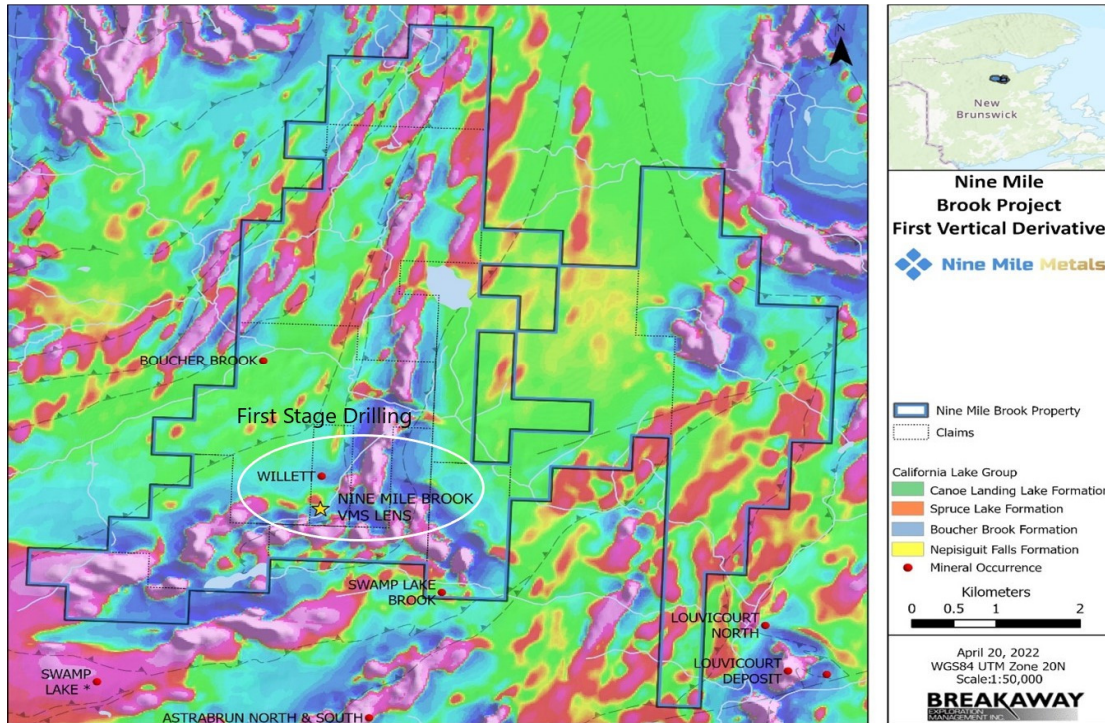 BOUCHER BROOK
First Stage Drilling
WILLETT
NINE MILE BROOK
VMS LENS
SWAMP LAKE
BROOK
LOUVICOURT
NORTH
LOUVICOURT
DEPOSIT
SWAMP
LAKE *
ASTRABRUN NORTH & SOUTH
N
New
Brunswick
Nine Mile
Brook Project
First Vertical Derivative
Nine Mile Metals
Nine Mile Brook Property
Claims
California Lake Group
Canoe Landing Lake Formation
Spruce Lake Formation
Boucher Brook Formation
Nepisiguit Falls Formation
Mineral Occurrence
Kilometers
0 0.5 1 2
April 20, 2022
WGS84 UTM Zone 20N
Scale:1:50,000
BREAKAWAY
EXPLORATION
MANAGEMENT INC.